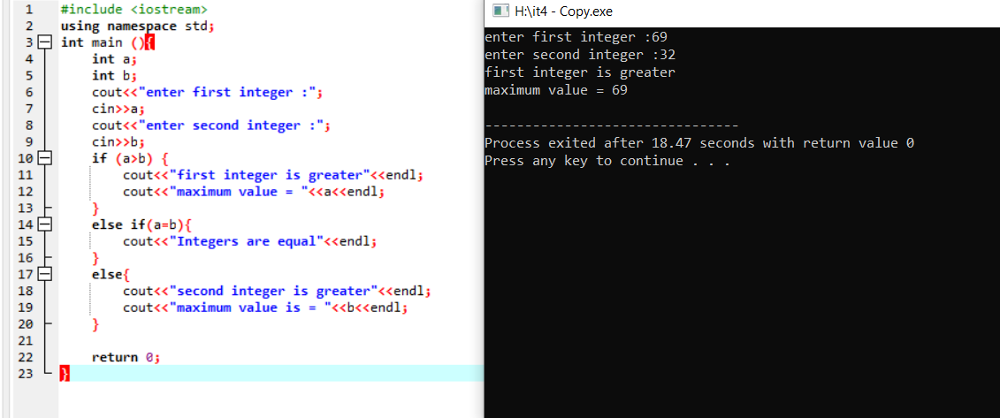 1 #include <iostream>
2 using namespace std;
3 int main (){
4 int a;
5 int b;
6 cout<<"enter first integer :";
7 cin>>a;
8 cout<<"enter second integer :";
9 cin>>b;
10 if (a>b) {
11 cout<<"first integer is greater"<<endl;
12 cout<<"maximum value = "<<a<<endl;
13 }
14 else if(a=b){
15 cout<<"Integers are equal"<<endl;
16 }
17 else{
18 cout<<"second integer is greater"<<endl;
19 cout<<"maximum value is = "<<b<<endl;
20 }
21
22 return 0;
23 }
H:\it4 - Copy.exe
enter first integer :69
enter second integer :32
first integer is greater
maximum value = 69
--------------------------------
Process exited after 18.47 seconds with return value 0
Press any key to continue . . .